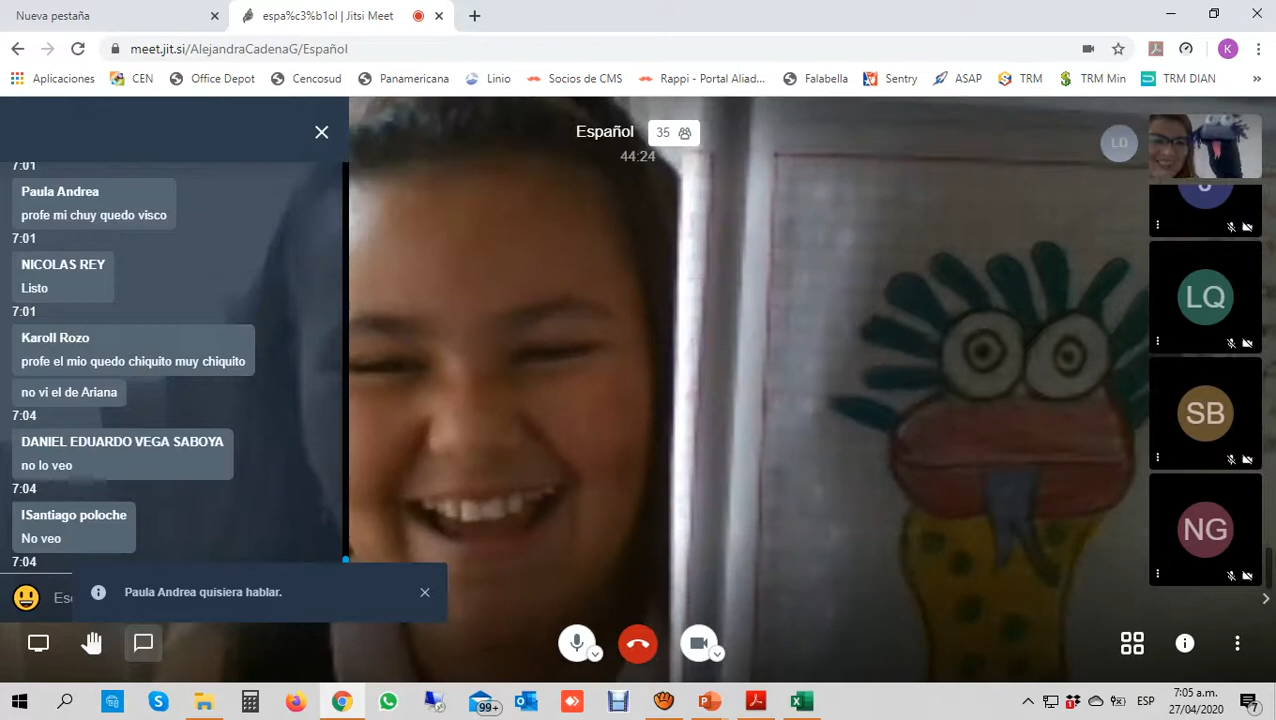 Nueva pestaña
espa%c3%b1ol | Jitsi Meet
meet.jit.si/AlejandraCadenaG/Español
K
Aplicaciones
CEN
Office Depot
Cencosud
Panamericana
Linio
Socios de CMS
Rappi - Portal Aliad...
Falabella
Sentry
ASAP
TRM
TRM Min
TRM DIAN
»
7:01
Paula Andrea
profe mi chuy quedo visco
7:01
NICOLAS REY
Listo
7:01
Karoll Rozo
profe el mio quedo chiquito muy chiquito
no vi el de Ariana
7:04
DANIEL EDUARDO VEGA SABOYA
no lo veo
7:04
ISantiago poloche
No veo
7:04
Esc
Paula Andrea quisiera hablar.
Español
35
44:24
LD
LQ
SB
NG
99+
ESP
7:05 a.m.
27/04/2020
7